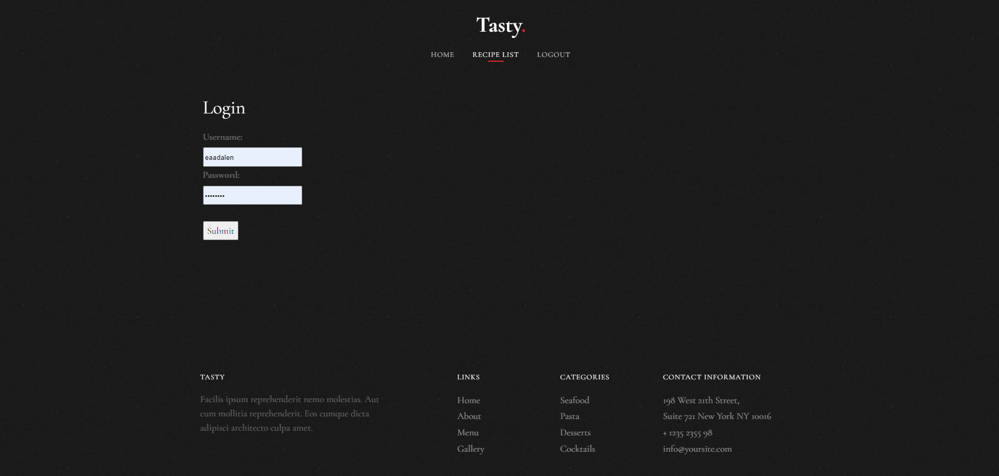 Tasty.
HOME RECIPE LIST LOGOUT
Login
Username:
eaadalen
Password:
••••••••
Submit
TASTY
Facilis ipsum reprehenderit nemo molestias. Aut
cum mollitia reprehenderit. Eos cumque dicta
adipisci architecto culpa amet.
LINKS
Home
About
Menu
Gallery
CATEGORIES
Seafood
Pasta
Desserts
Cocktails
CONTACT INFORMATION
198 West 21th Street,
Suite 721 New York NY 10016
+ 1235 2355 98
info@yoursite.com